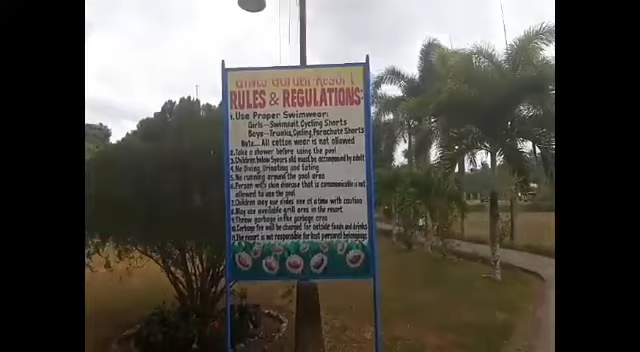 Garden Resort
RULES & REGULATIONS:
1. Use Proper Swimwear:
Girls - Swimsuit, Cycling Shorts
Boys - Trunks, Cycling, Parachute Shorts
Note... All cotton wear is not allowed
2. Take a shower before using the pool
3. Children below 5 years old must be accompanied by adult
4. No Diving, Urinating and Eating
5. No running around the pool area
6. Person with skin disease that is communicable is not
allowed to use the pool
7. Children may use rides one at a time with caution
8. May use available grill area in the resort
9. Throw garbage in the garbage area
10. Corkage fee will be charged for outside foods and drinks
11. The resort is not responsible for lost personal belongings